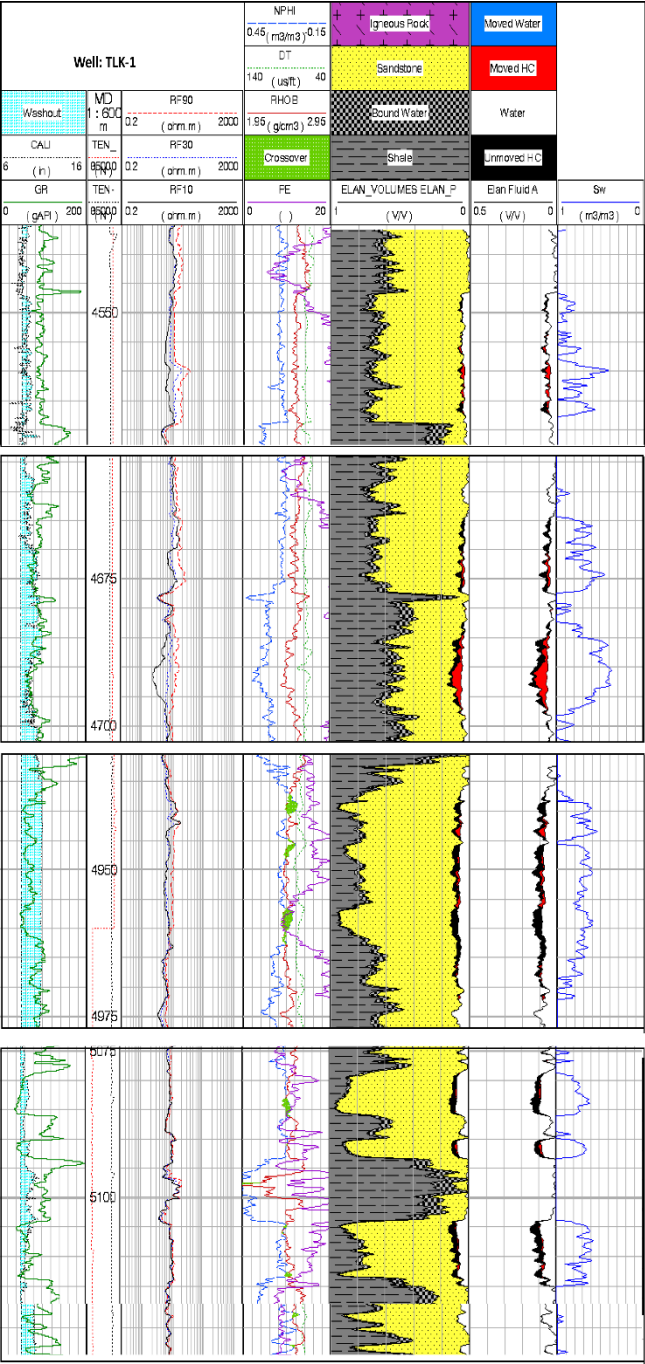 Well: TLK-1
NPHI
0.45 ( m3/m3 ) -0.15
DT
140 ( us/ft ) 40
RHOB
1.95 ( g/cm3 ) 2.95
Crossover
PE
0 ( ) 20
Washout
CALI
6 ( in ) 16
GR
0 ( gAPI ) 200
MD
1 : 600
m
TEN_
TEN-
RF90
0.2 ( ohm.m ) 2000
RF30
0.2 ( ohm.m ) 2000
RF10
0.2 ( ohm.m ) 2000
Igneous Rock
Sandstone
Bound Water
Shale
ELAN_VOLUMES ELAN_P
1 (V/V) 0
Moved Water
Moved HC
Water
Unmoved HC
Elan Fluid A
0.5 (V/V) 0
Sw
1 (m3/m3) 0
4550
4675
4700
4950
4975
5075
5100